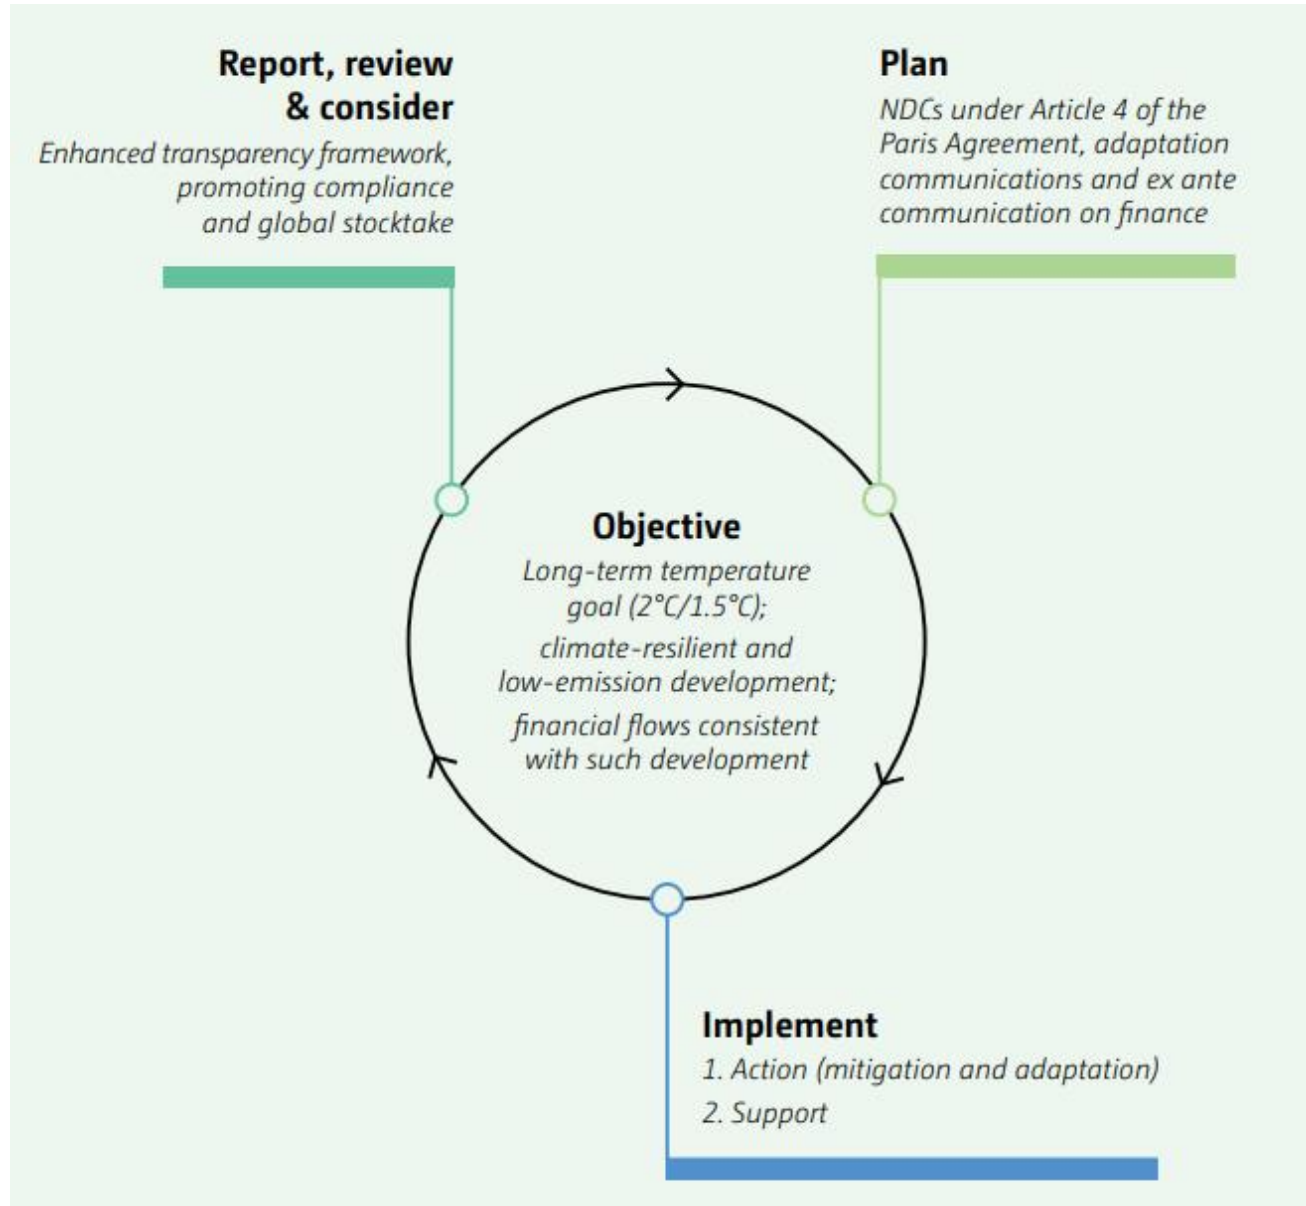 Report, review
& consider
Enhanced transparency framework,
promoting compliance
and global stocktake
Plan
NDCs under Article 4 of the
Paris Agreement, adaptation
communications and ex ante
communication on finance
Objective
Long-term temperature
goal (2°C/1.5°C);
climate-resilient and
low-emission development;
financial flows consistent
with such development
Implement
1. Action (mitigation and adaptation)
2. Support